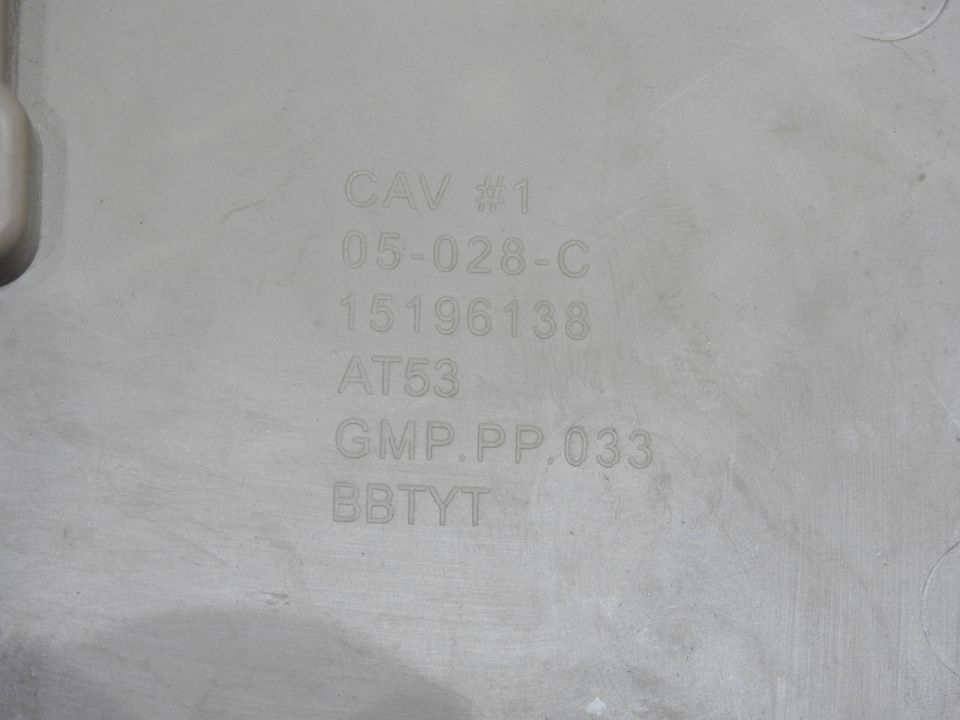 CAV #1
05-028-C
15196138
AT53
GMP.PP.033
BBTYT